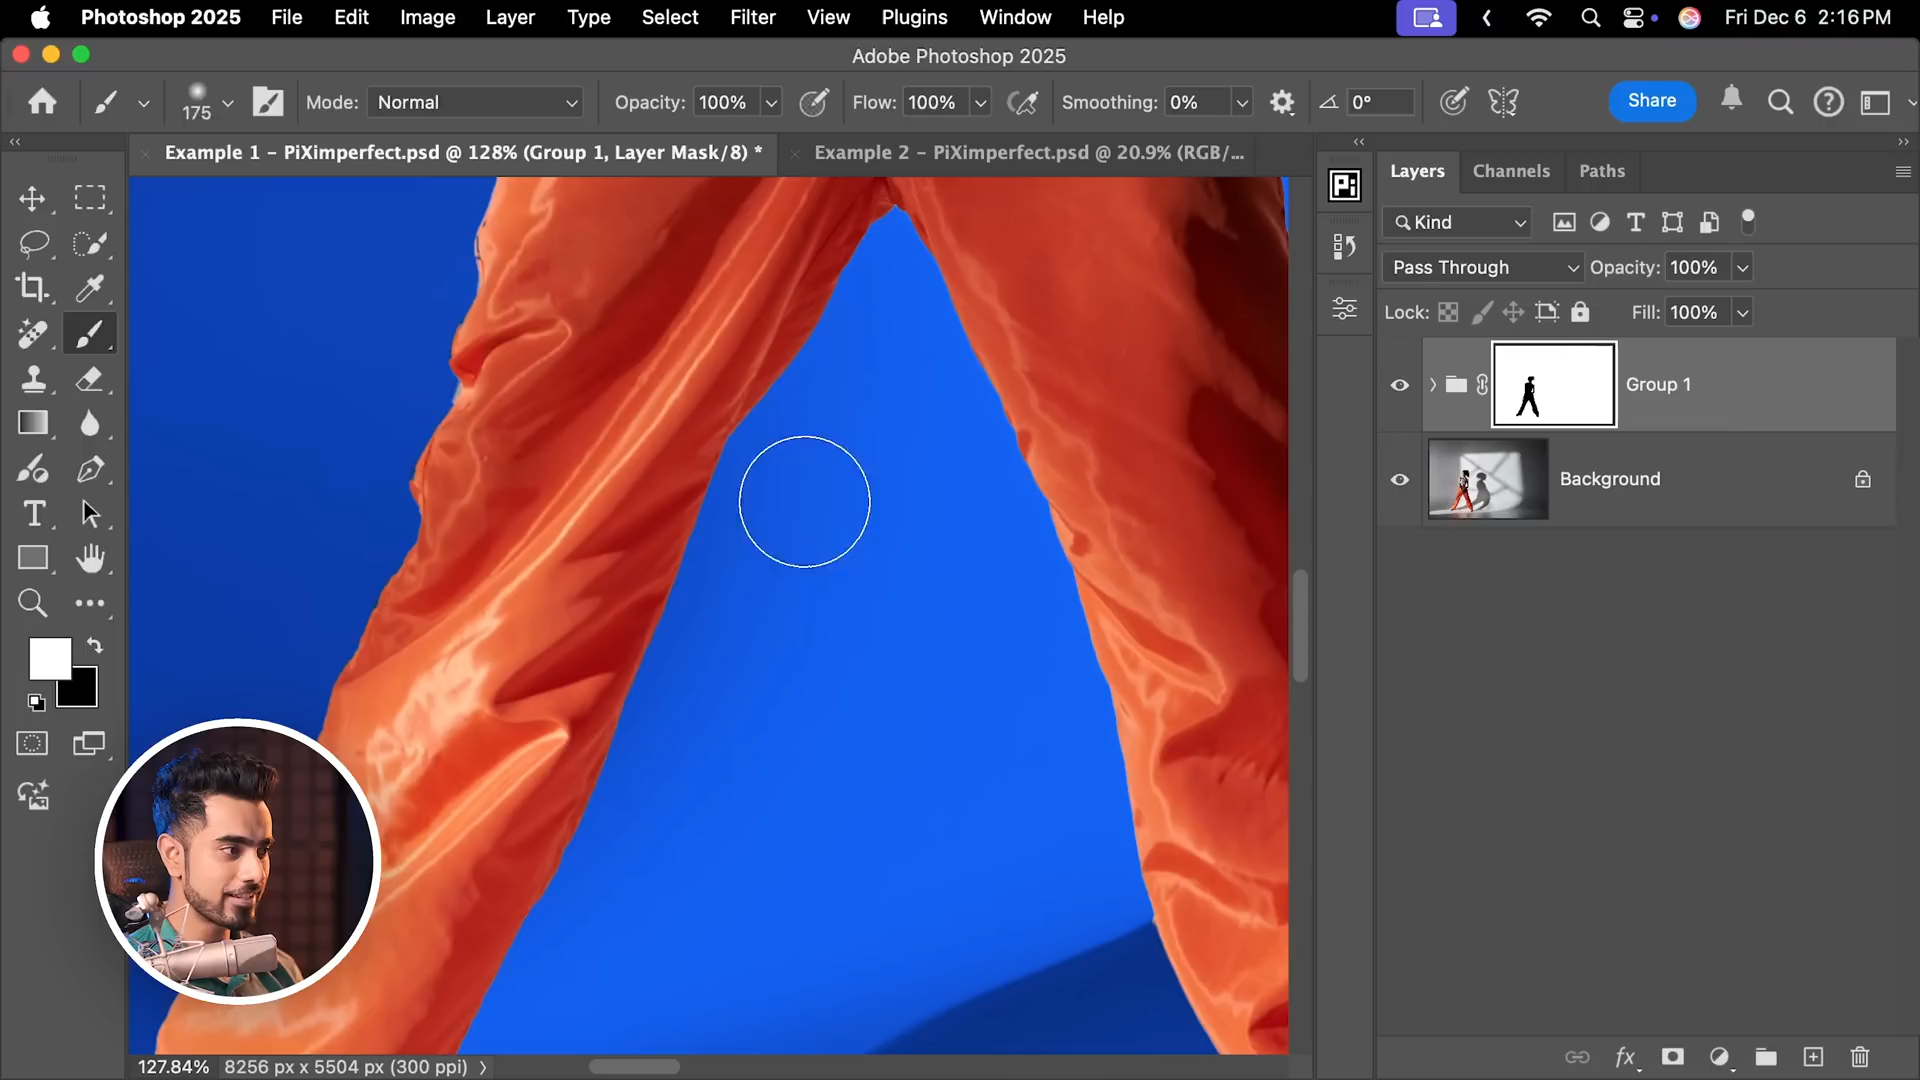 Photoshop 2025 File Edit Image Layer Type Select Filter View Plugins Window Help Fri Dec 6 2:16 PM
Adobe Photoshop 2025
175 Mode: Normal Opacity: 100% Flow: 100% Smoothing: 0% 0° Share
Example 1 – PiXimperfect.psd @ 128% (Group 1, Layer Mask/8) * Example 2 – PiXimperfect.psd @ 20.9% (RGB/...
Pi
Layers Channels Paths
Kind
Pass Through Opacity: 100%
Lock: Fill: 100%
Group 1
Background
127.84% 8256 px x 5504 px (300 ppi)